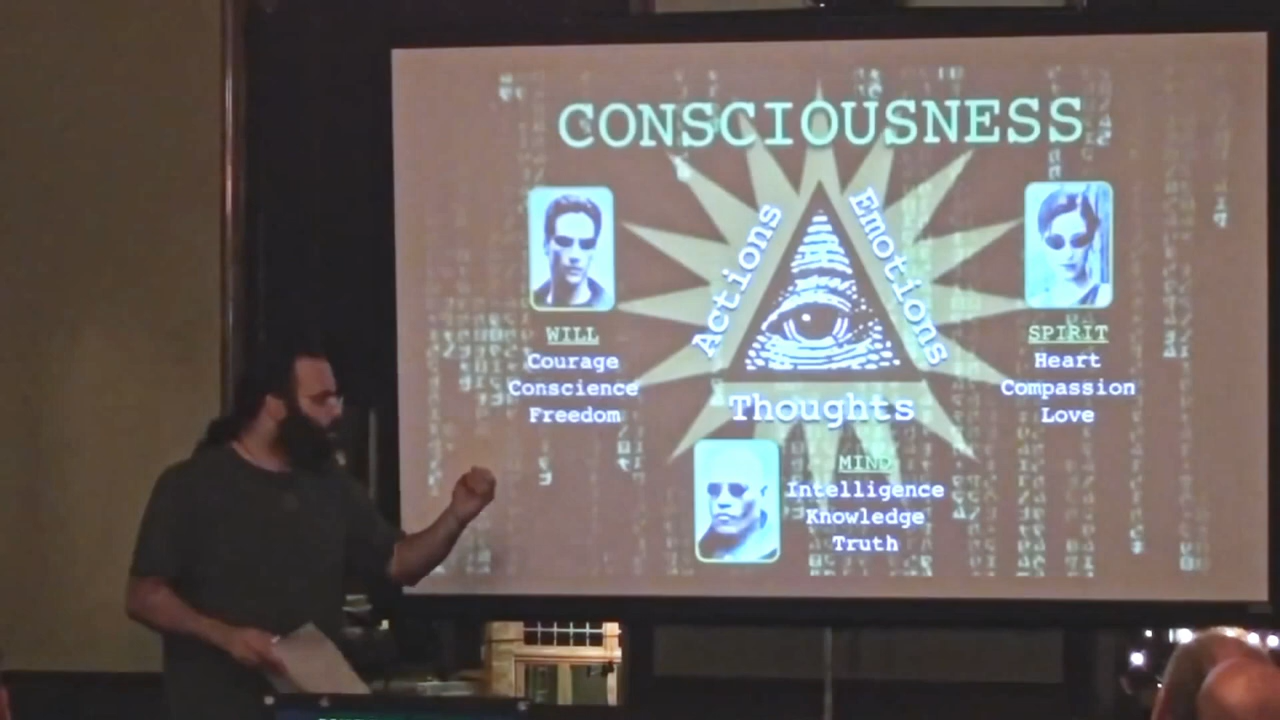 CONSCIOUSNESS
Actions
Emotions
Thoughts
WILL
Courage
Conscience
Freedom
SPIRIT
Heart
Compassion
Love
MIND
Intelligence
Knowledge
Truth